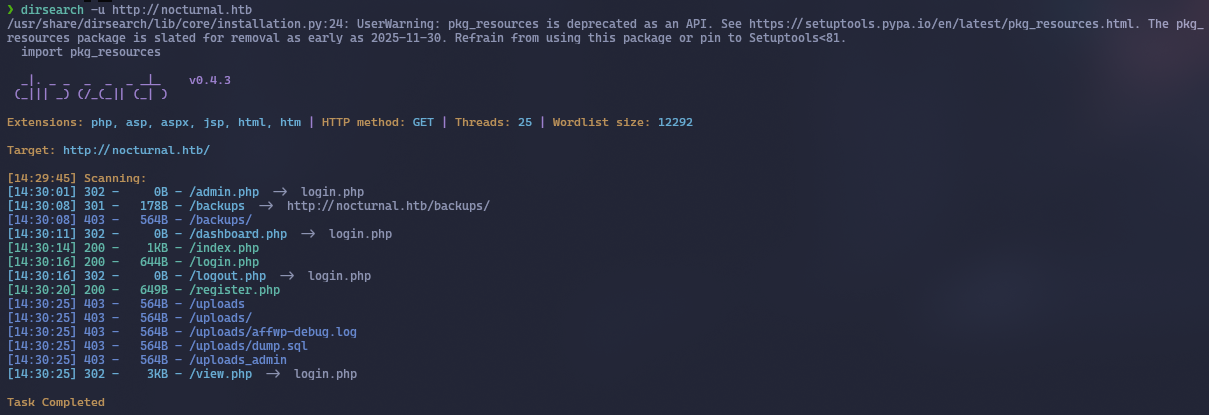 ❯ dirsearch -u http://nocturnal.htb
/usr/share/dirsearch/lib/core/installation.py:24: UserWarning: pkg_resources is deprecated as an API. See https://setuptools.pypa.io/en/latest/pkg_resources.html. The pkg_
resources package is slated for removal as early as 2025-11-30. Refrain from using this package or pin to Setuptools<81.
  import pkg_resources

  _|. _ _  _  _  _ _|_    v0.4.3
 (_||| _) (/_(_|| (_| )

Extensions: php, asp, aspx, jsp, html, htm | HTTP method: GET | Threads: 25 | Wordlist size: 12292

Target: http://nocturnal.htb/

[14:29:45] Scanning:
[14:30:01] 302 -     0B - /admin.php  ->  login.php
[14:30:08] 301 -   178B - /backups  ->  http://nocturnal.htb/backups/
[14:30:08] 403 -   564B - /backups/
[14:30:11] 302 -     0B - /dashboard.php  ->  login.php
[14:30:14] 200 -    1KB - /index.php
[14:30:16] 200 -   644B - /login.php
[14:30:16] 302 -     0B - /logout.php  ->  login.php
[14:30:20] 200 -   649B - /register.php
[14:30:25] 403 -   564B - /uploads
[14:30:25] 403 -   564B - /uploads/
[14:30:25] 403 -   564B - /uploads/affwp-debug.log
[14:30:25] 403 -   564B - /uploads/dump.sql
[14:30:25] 403 -   564B - /uploads_admin
[14:30:25] 302 -    3KB - /view.php  ->  login.php

Task Completed